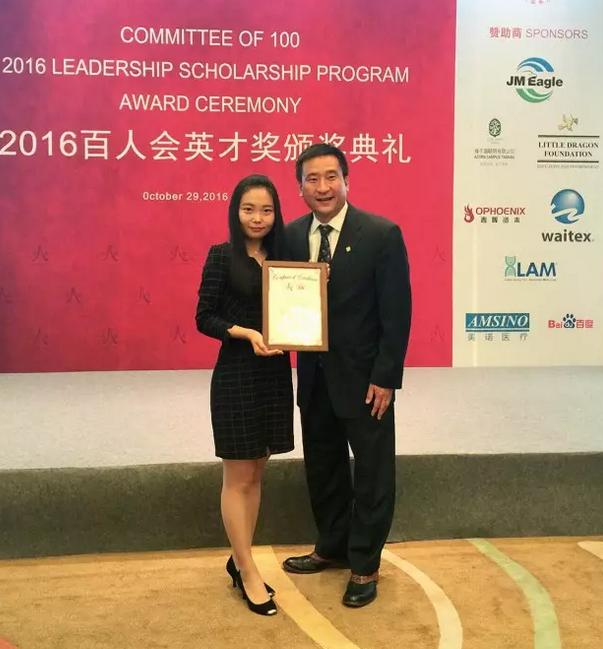 COMMITTEE OF 100
2016 LEADERSHIP SCHOLARSHIP PROGRAM
AWARD CEREMONY
2016百人会英才奖颁奖典礼
October 29,2016
赞助商 SPONSORS
JM Eagle
LITTLE DRAGON
FOUNDATION
OPHOENIX
waitex
LAM
AMSINO
美诺医疗
Bai百度